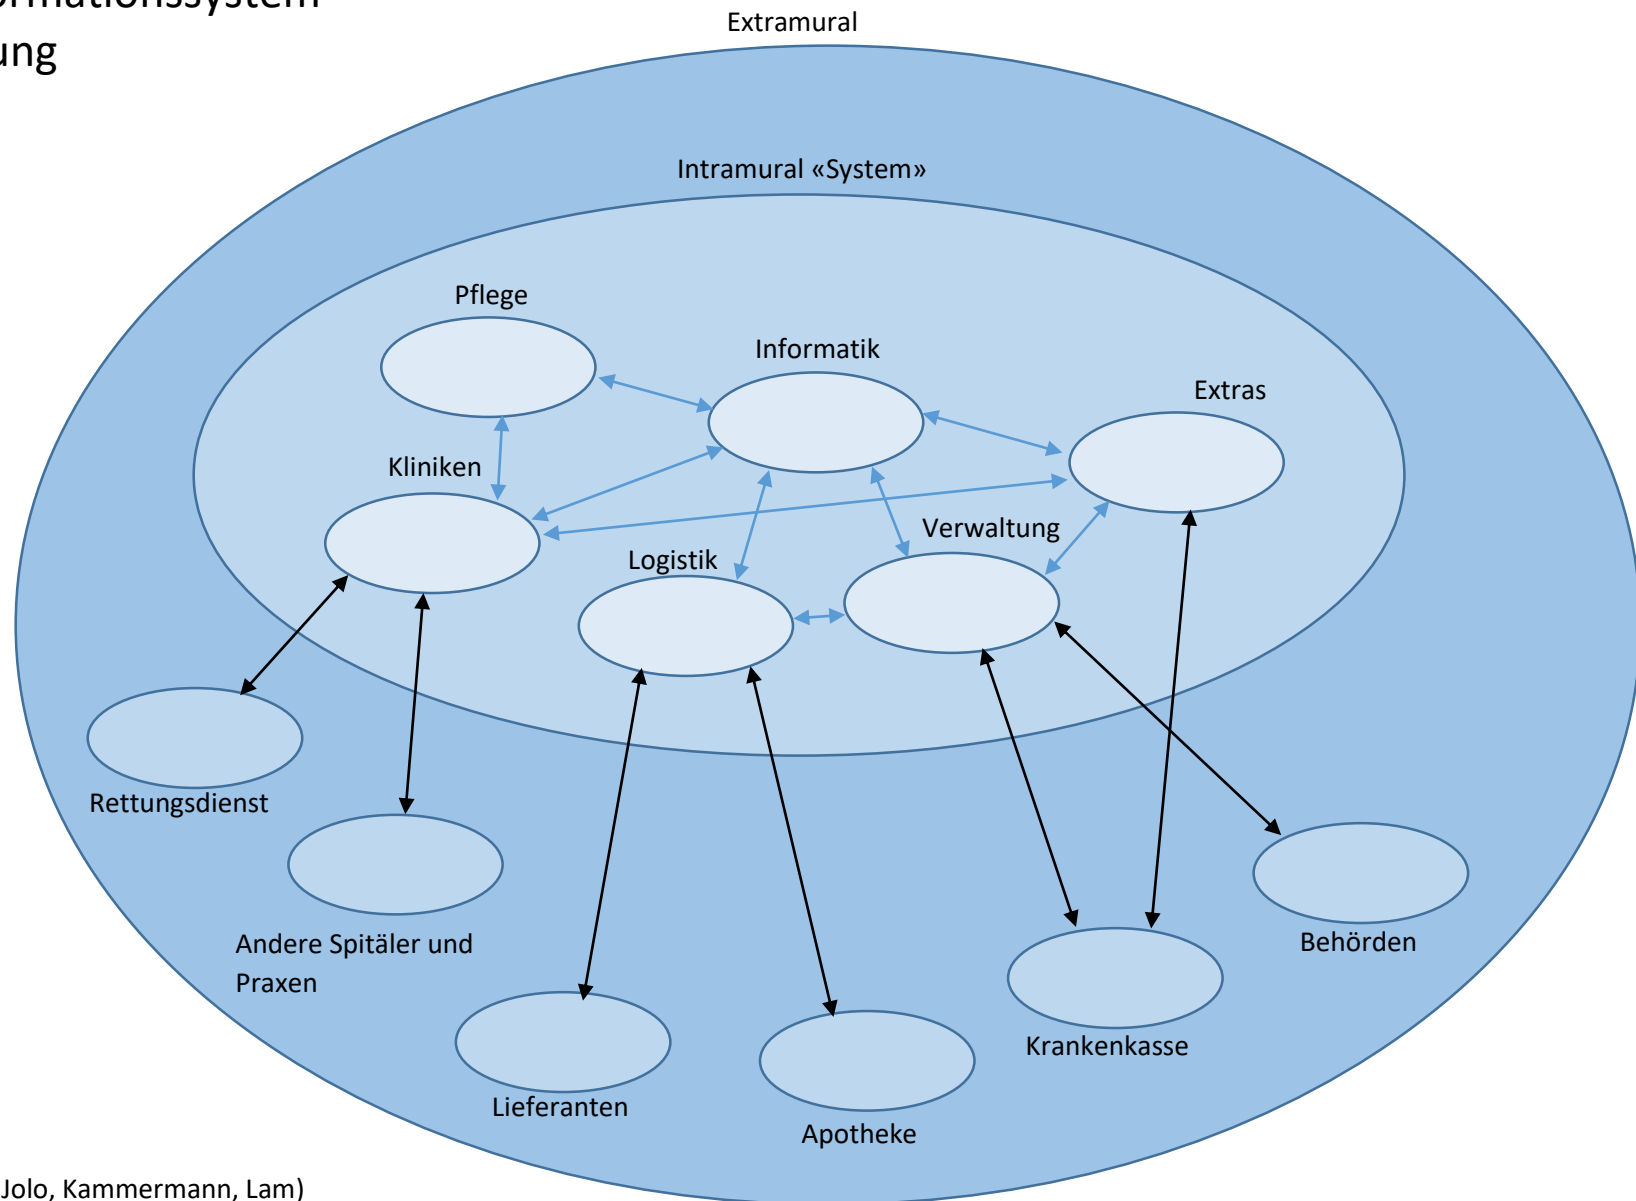 ormationssystem
ung
Extramural
Intramural «System»
Pflege
Informatik
Extras
Kliniken
Verwaltung
Logistik
Rettungsdienst
Andere Spitäler und
Praxen
Behörden
Krankenkasse
Lieferanten
Apotheke
Jolo, Kammermann, Lam)